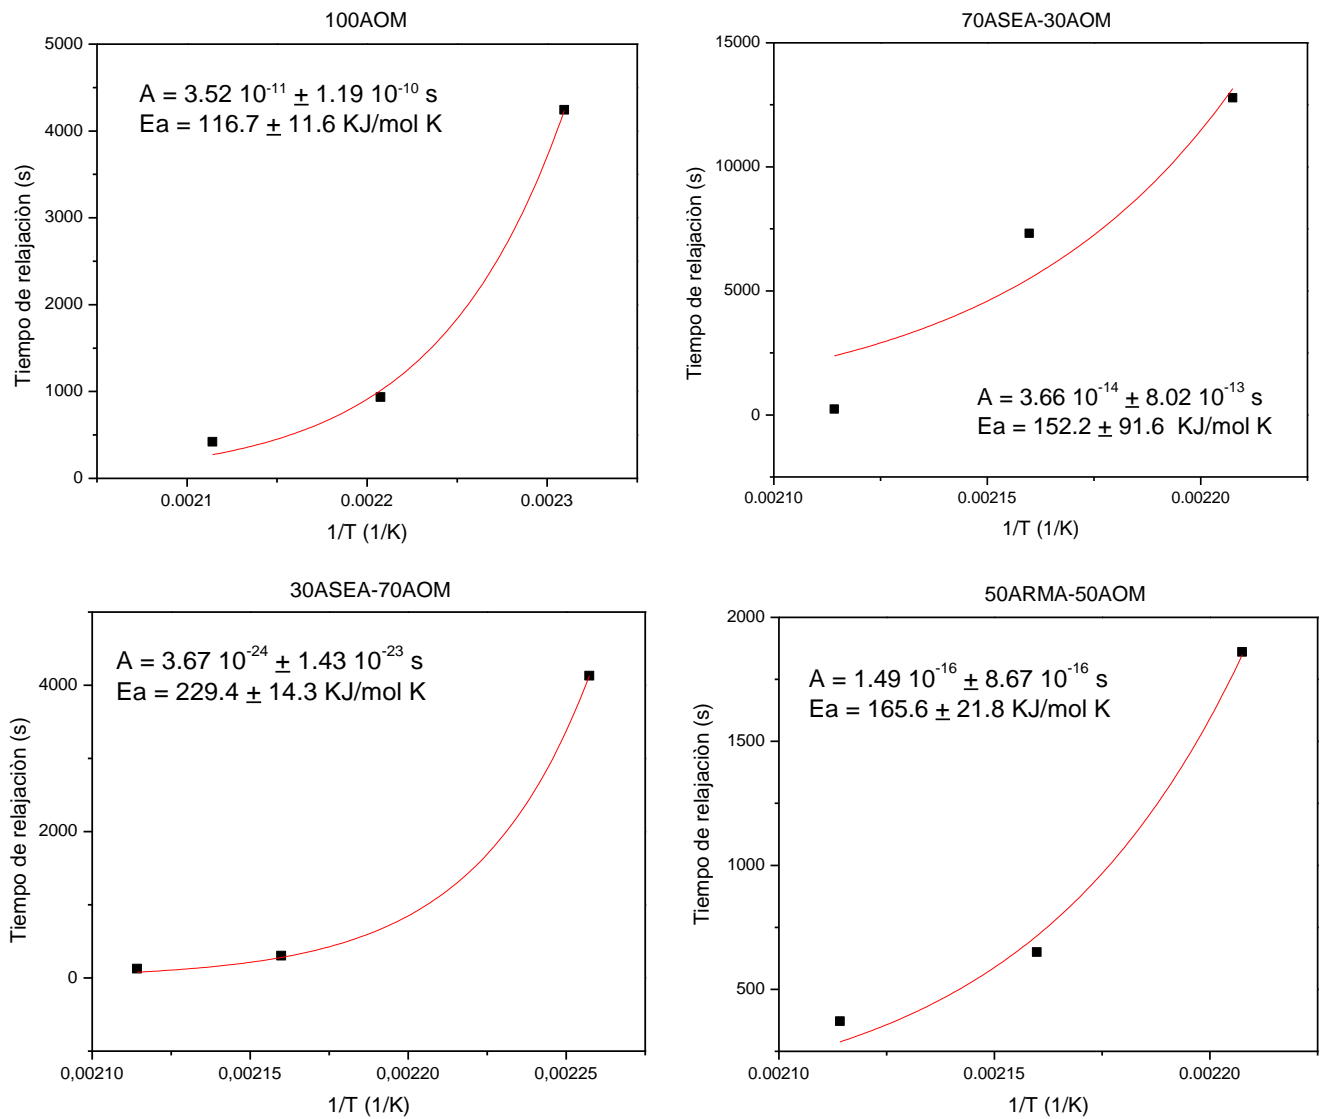 100AOM
5000
4000
3000
2000
1000
0
Tiempo de relajaciòn (s)
A = 3.52 10⁻¹¹ ± 1.19 10⁻¹⁰ s
Ea = 116.7 ± 11.6 KJ/mol K
0.0021 0.0022 0.0023
1/T (1/K)
70ASEA-30AOM
15000
10000
5000
0
Tiempo de relajaciòn (s)
A = 3.66 10⁻¹⁴ ± 8.02 10⁻¹³ s
Ea = 152.2 ± 91.6 KJ/mol K
0.00210 0.00215 0.00220
1/T (1/K)
30ASEA-70AOM
4000
2000
0
Tiempo de relajaciòn (s)
A = 3.67 10⁻²⁴ ± 1.43 10⁻²³ s
Ea = 229.4 ± 14.3 KJ/mol K
0,00210 0,00215 0,00220 0,00225
1/T (1/K)
50ARMA-50AOM
2000
1500
1000
500
Tiempo de relajaciòn (s)
A = 1.49 10⁻¹⁶ ± 8.67 10⁻¹⁶ s
Ea = 165.6 ± 21.8 KJ/mol K
0.00210 0.00215 0.00220
1/T (1/K)